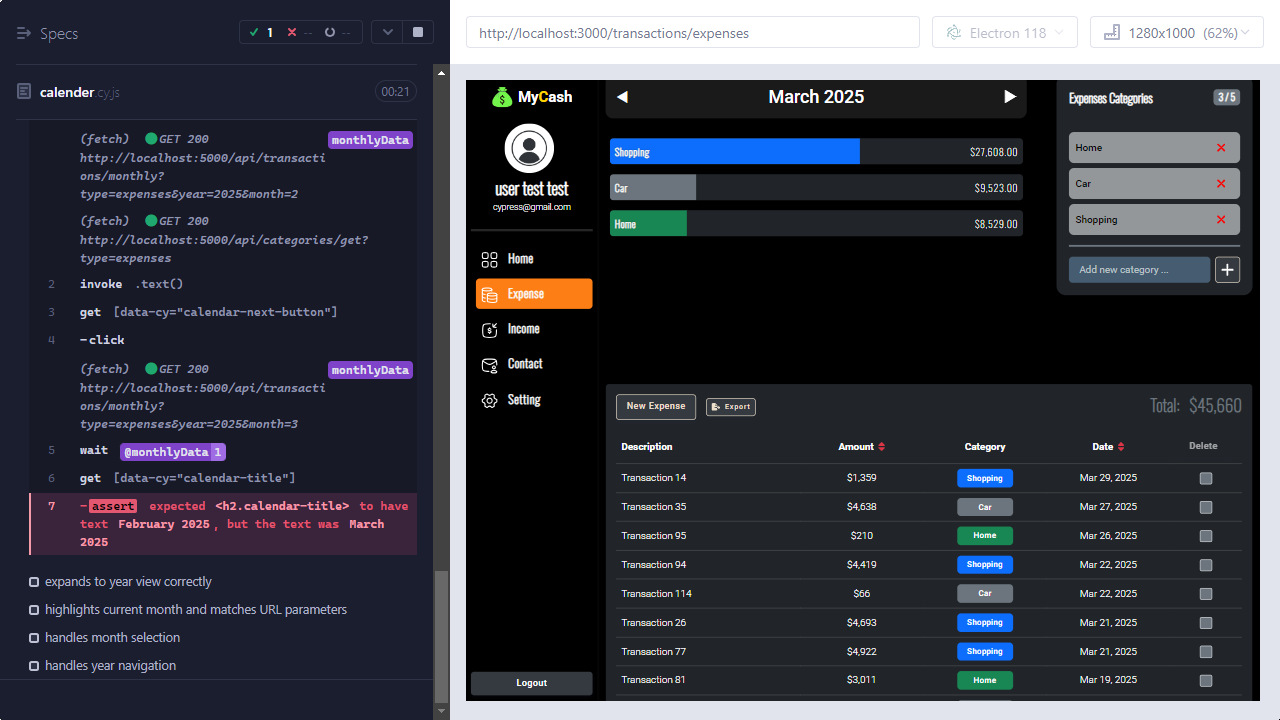 Specs
1
--
--
http://localhost:3000/transactions/expenses
Electron 118
1280x1000 (62%)
calender.cy.js
00:21
(fetch) GET 200 monthlyData
http://localhost:5000/api/transacti
ons/monthly?
type=expenses&year=2025&month=2
(fetch) GET 200
http://localhost:5000/api/categories/get?
type=expenses
2 invoke .text()
3 get [data-cy="calendar-next-button"]
4 -click
(fetch) GET 200 monthlyData
http://localhost:5000/api/transacti
ons/monthly?
type=expenses&year=2025&month=3
5 wait @monthlyData 1
6 get [data-cy="calendar-title"]
7 -assert expected <h2.calendar-title> to have
text February 2025, but the text was March
2025
expands to year view correctly
highlights current month and matches URL parameters
handles month selection
handles year navigation
MyCash
user test test
cypress@gmail.com
Home
Expense
Income
Contact
Setting
Logout
March 2025
Shopping $27,608.00
Car $9,523.00
Home $8,529.00
Expenses Categories 3/5
Home
Car
Shopping
Add new category ...
New Expense Export Total: $45,660
Description Amount Category Date Delete
Transaction 14 $1,359 Shopping Mar 29, 2025
Transaction 35 $4,638 Car Mar 27, 2025
Transaction 95 $210 Home Mar 26, 2025
Transaction 94 $4,419 Shopping Mar 22, 2025
Transaction 114 $66 Car Mar 22, 2025
Transaction 26 $4,693 Shopping Mar 21, 2025
Transaction 77 $4,922 Shopping Mar 21, 2025
Transaction 81 $3,011 Home Mar 19, 2025